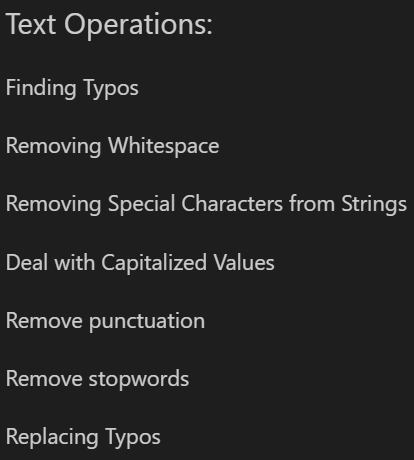 Text Operations:
Finding Typos
Removing Whitespace
Removing Special Characters from Strings
Deal with Capitalized Values
Remove punctuation
Remove stopwords
Replacing Typos